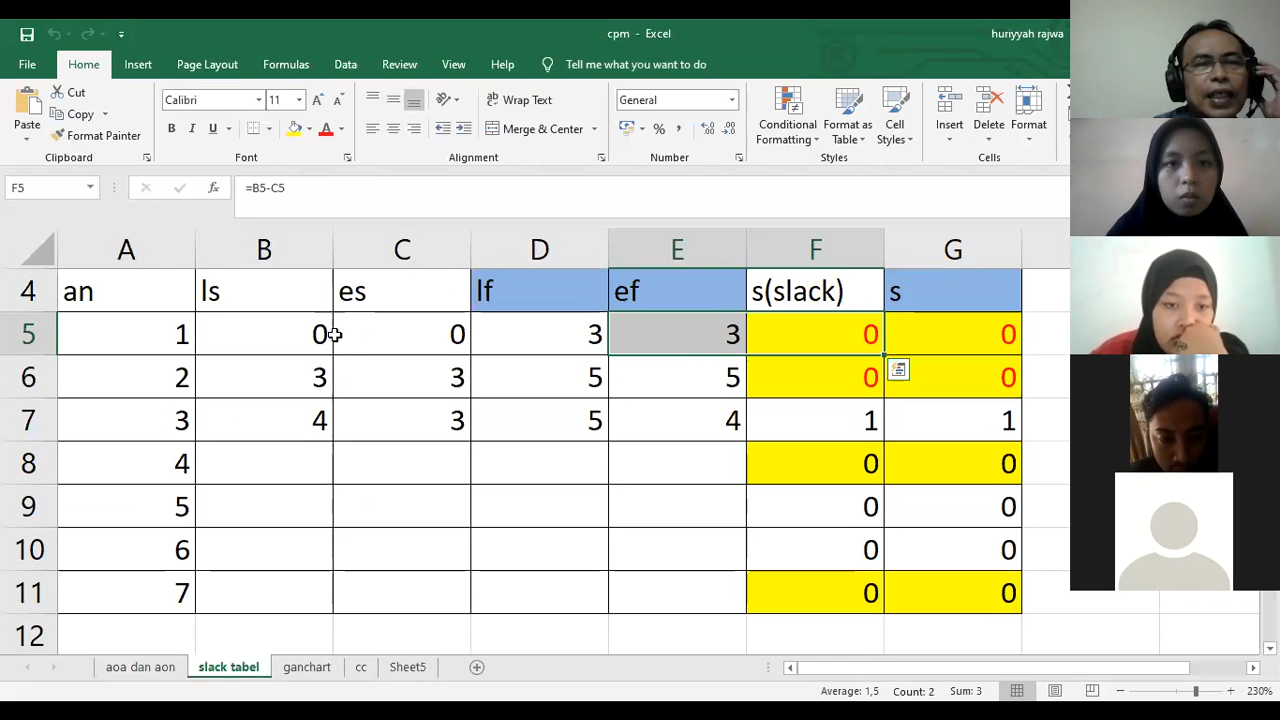 cpm - Excel
huriyyah rajwa
File Home Insert Page Layout Formulas Data Review View Help Tell me what you want to do
Cut
Copy
Format Painter
Paste
Clipboard
Calibri 11
B I U
Font
Wrap Text
Merge & Center
Alignment
General
Number
Conditional Formatting
Format as Table
Cell Styles
Styles
Insert
Delete
Format
Cells
F5 fx =B5-C5
A B C D E F G
4 an ls es lf ef s(slack) s
5 1 0 0 3 3 0 0
6 2 3 3 5 5 0 0
7 3 4 3 5 4 1 1
8 4 0 0
9 5 0 0
10 6 0 0
11 7 0 0
12
aoa dan aon slack tabel ganchart cc Sheet5
Average: 1,5 Count: 2 Sum: 3 230%